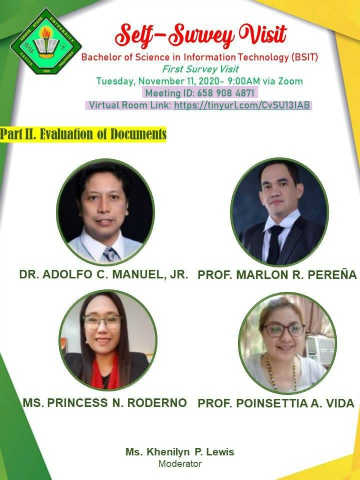 Self-Survey Visit
Bachelor of Science in Information Technology (BSIT)
First Survey Visit
Tuesday, November 11, 2020- 9:00AM via Zoom
Meeting ID: 658 908 4871
Virtual Room Link: https://tinyurl.com/CvSU13IAB
Part II. Evaluation of Documents
DR. ADOLFO C. MANUEL, JR.
PROF. MARLON R. PEREÑA
MS. PRINCESS N. RODERNO
PROF. POINSETTIA A. VIDA
Ms. Khenilyn P. Lewis
Moderator